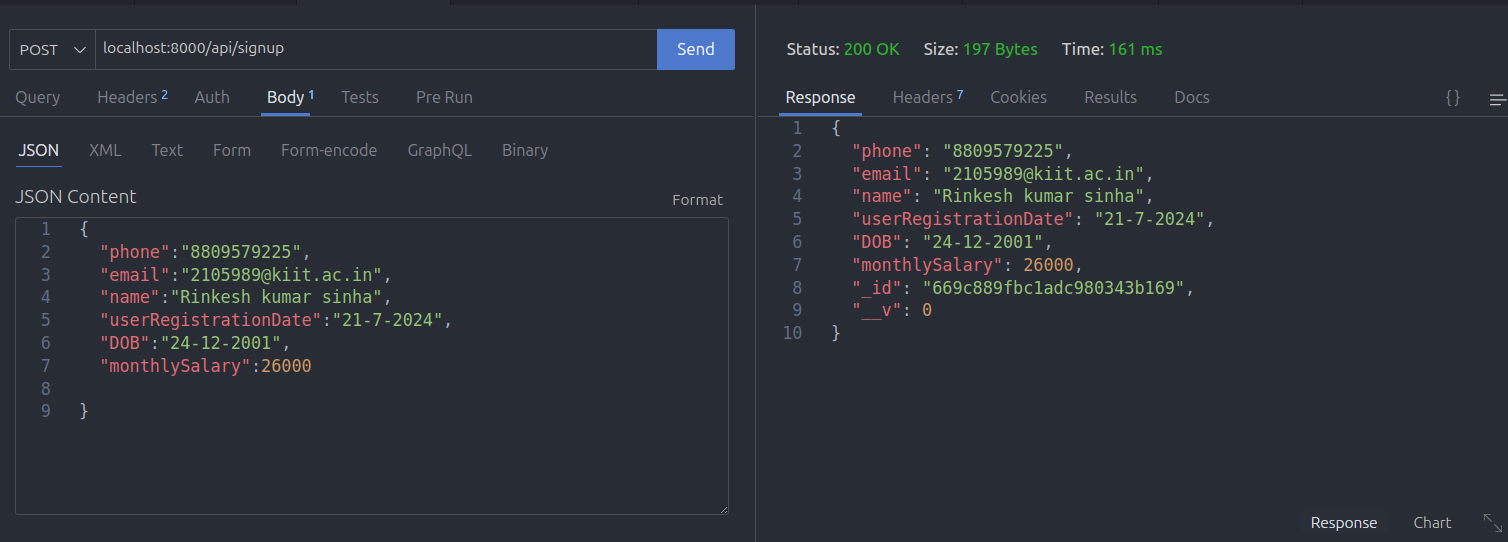 POST localhost:8000/api/signup Send
Query Headers 2 Auth Body 1 Tests Pre Run
JSON XML Text Form Form-encode GraphQL Binary
JSON Content Format
1 {
2 "phone":"8809579225",
3 "email":"2105989@kiit.ac.in",
4 "name":"Rinkesh kumar sinha",
5 "userRegistrationDate":"21-7-2024",
6 "DOB":"24-12-2001",
7 "monthlySalary":26000
8
9 }
Status: 200 OK Size: 197 Bytes Time: 161 ms
Response Headers 7 Cookies Results Docs {}
1 {
2 "phone": "8809579225",
3 "email": "2105989@kiit.ac.in",
4 "name": "Rinkesh kumar sinha",
5 "userRegistrationDate": "21-7-2024",
6 "DOB": "24-12-2001",
7 "monthlySalary": 26000,
8 "_id": "669c889fbc1adc980343b169",
9 "__v": 0
10 }
Response Chart